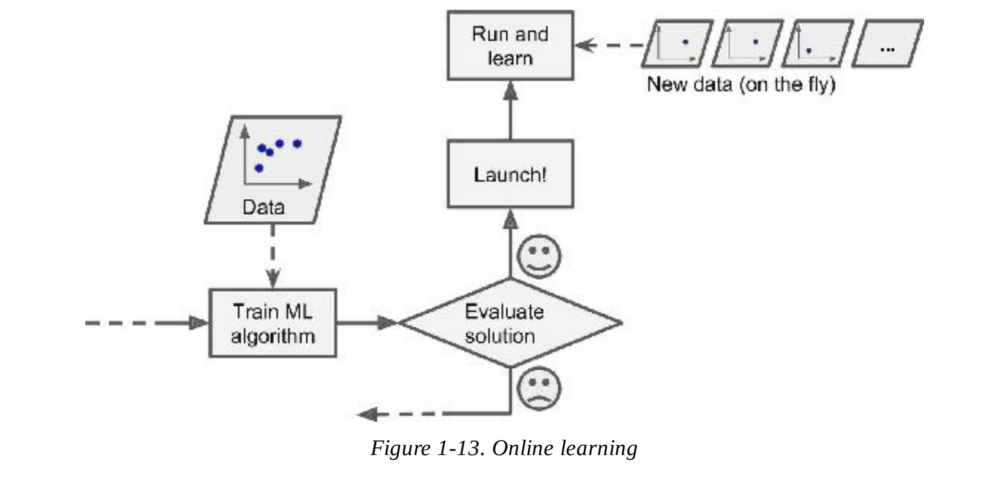 Run and
learn
...
New data (on the fly)
Launch!
Data
Train ML
algorithm
Evaluate
solution
Figure 1-13. Online learning